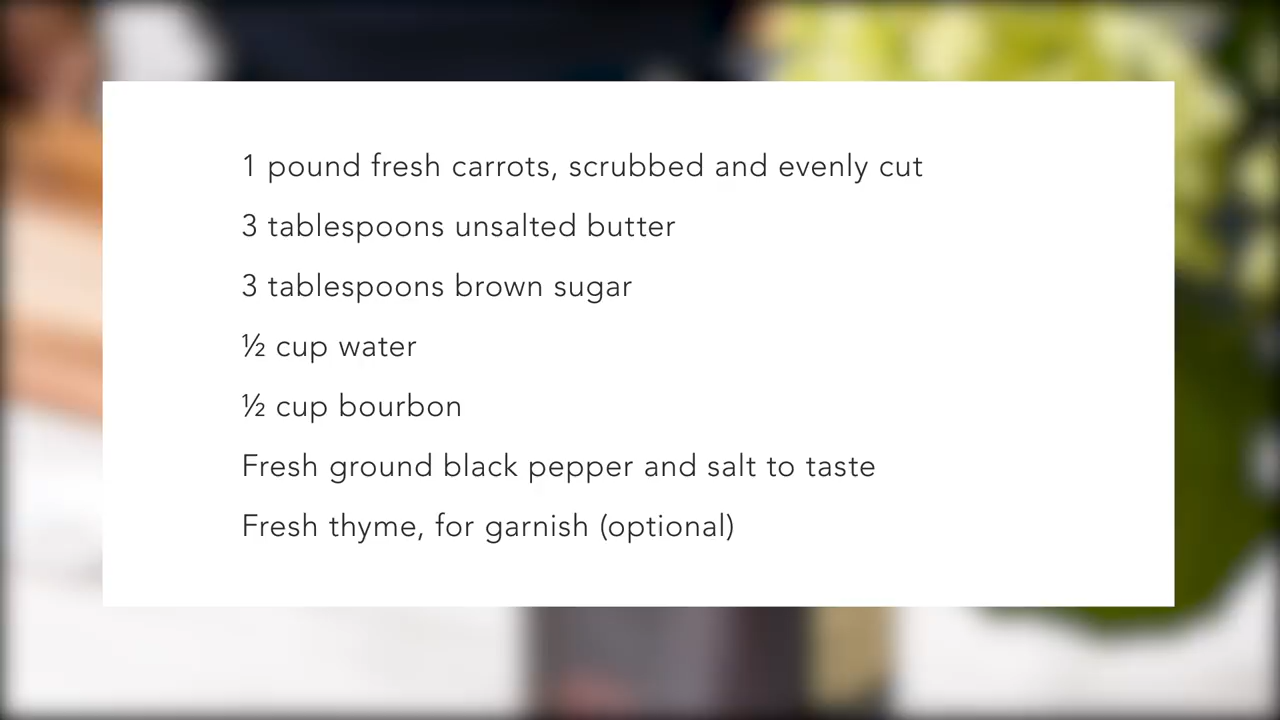 1 pound fresh carrots, scrubbed and evenly cut
3 tablespoons unsalted butter
3 tablespoons brown sugar
½ cup water
½ cup bourbon
Fresh ground black pepper and salt to taste
Fresh thyme, for garnish (optional)